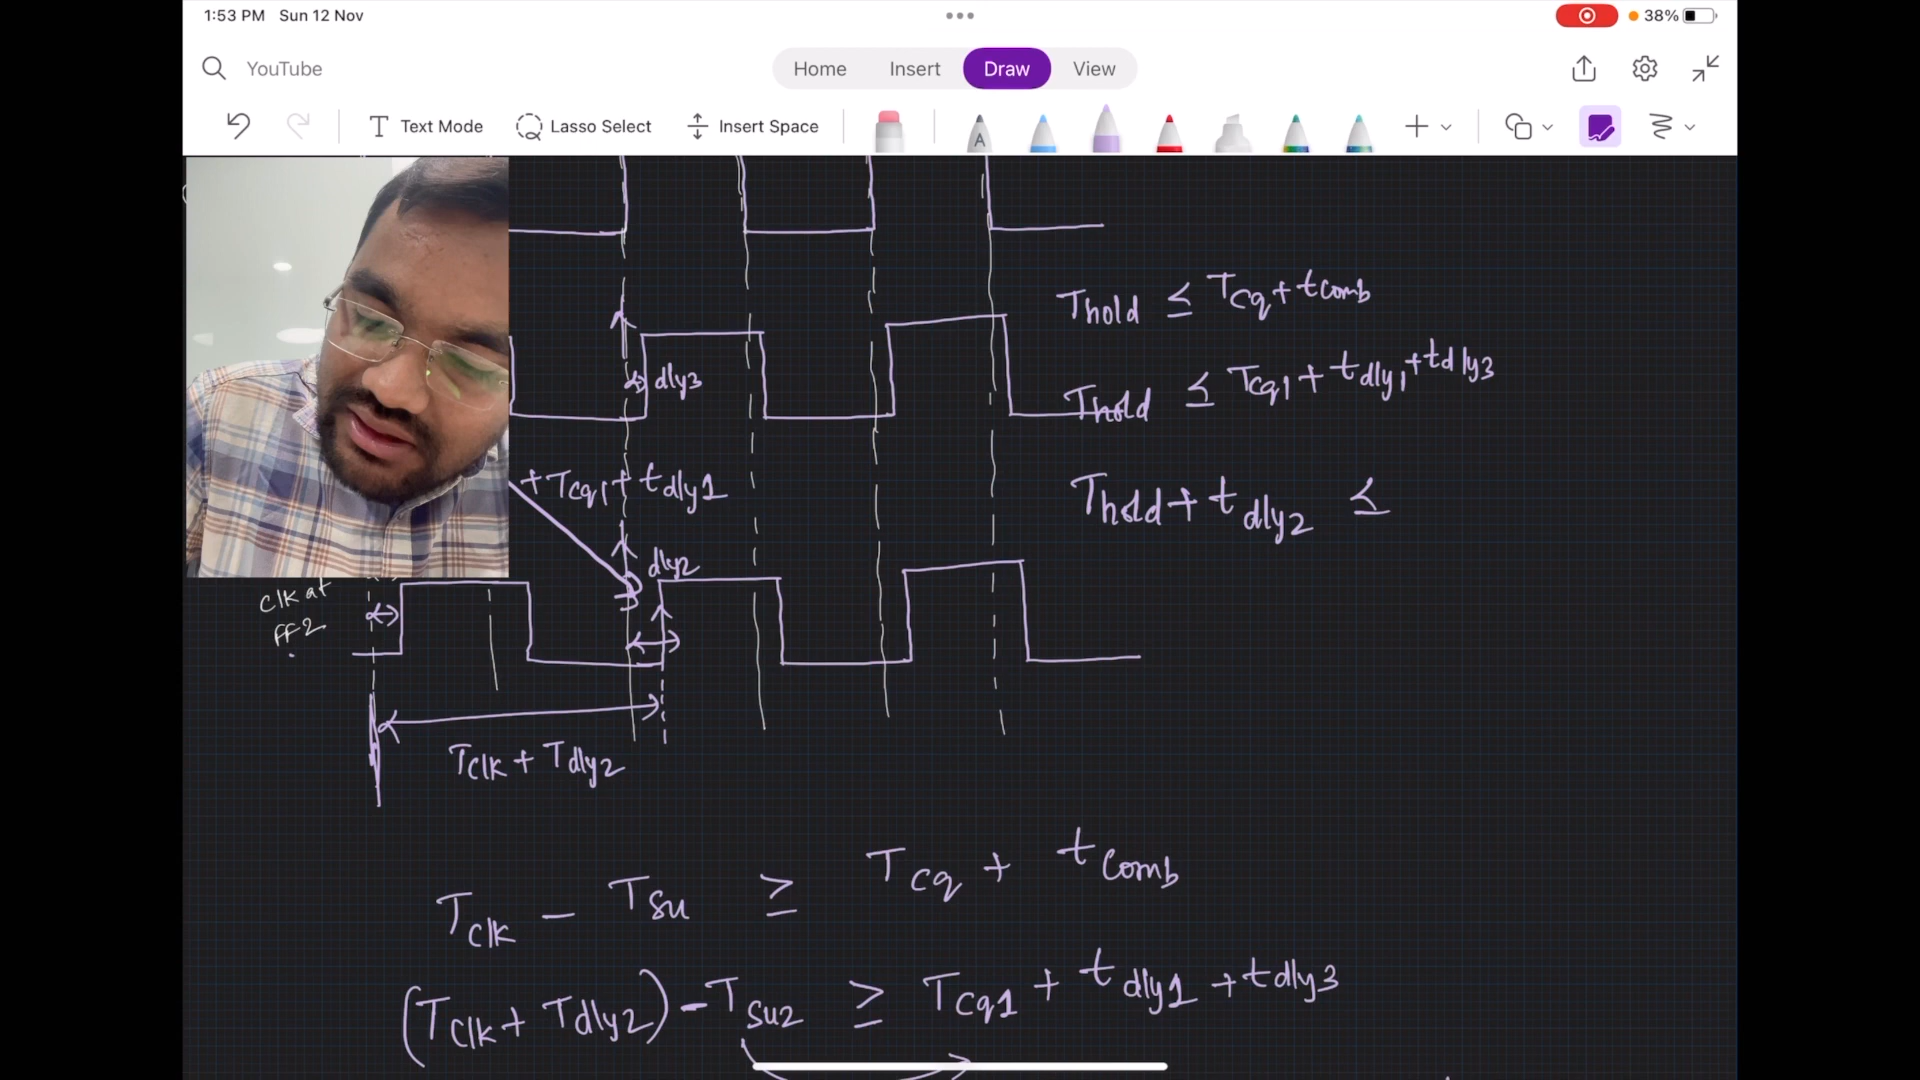 1:53 PM Sun 12 Nov
38%
YouTube
Home Insert Draw View
Text Mode Lasso Select Insert Space
A
Thold ≤ Tcq + tcomb
dly3
Thold ≤ Tcq1 + tdly1 + tdly3
+ Tcq1 + tdly1
Thold + tdly2 ≤
dly2
clk at
ff2
Tclk + Tdly2
Tclk - Tsu ≥ Tcq + tcomb
(Tclk + Tdly2) - Tsu2 ≥ Tcq1 + tdly1 + tdly3